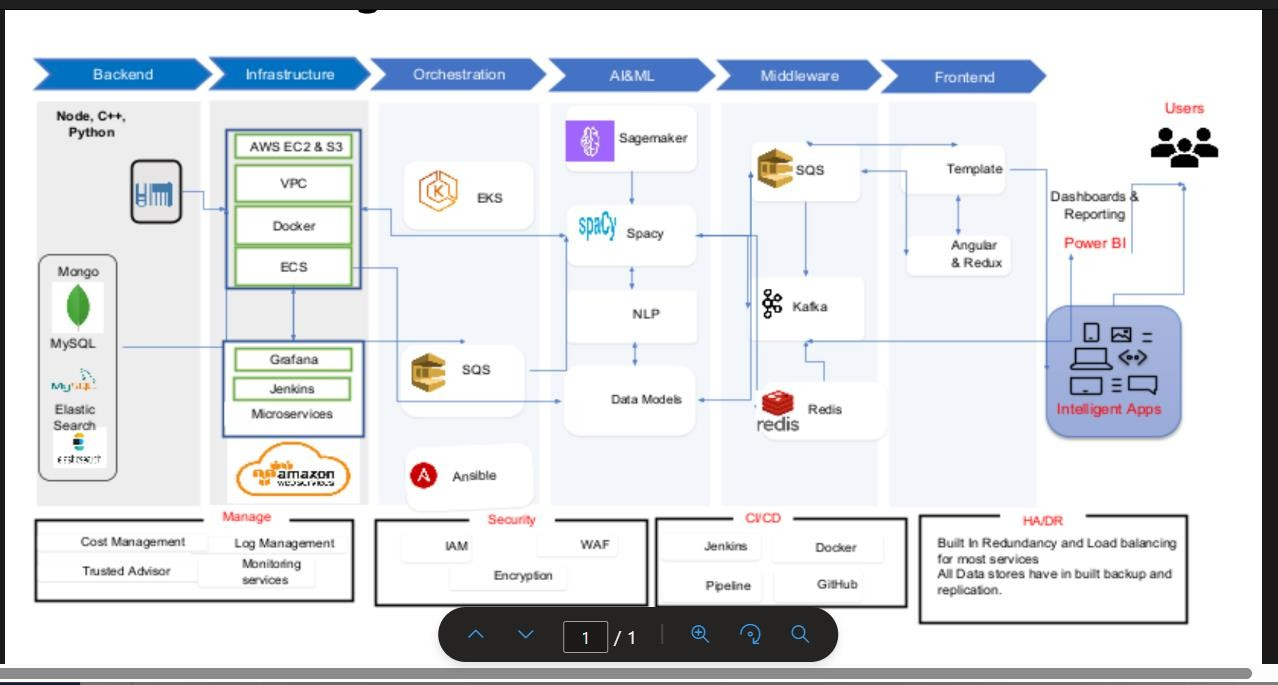 Backend
Infrastructure
Orchestration
AI&ML
Middleware
Frontend
Node, C++,
Python
Mongo
MySQL
MySQL
Elastic
Search
AWS EC2 & S3
VPC
Docker
ECS
Grafana
Jenkins
Microservices
amazon
web services
EKS
SQS
Ansible
Sagemaker
spaCy
Spacy
NLP
Data Models
SQS
Kafka
redis
Redis
Template
Angular
& Redux
Users
Dashboards &
Reporting
Power BI
Intelligent Apps
Manage
Cost Management
Log Management
Trusted Advisor
Monitoring
services
Security
IAM
WAF
Encryption
CI/CD
Jenkins
Docker
Pipeline
GitHub
HA/DR
Built In Redundancy and Load balancing
for most services
All Data stores have in built backup and
replication.
1 / 1